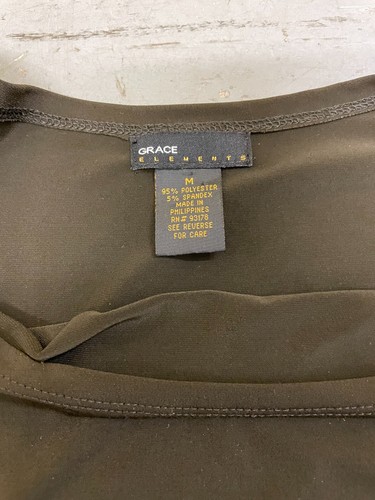 GRACE
ELEMENTS
M
95% POLYESTER
5% SPANDEX
MADE IN
PHILIPPINES
RN# 93178
SEE REVERSE
FOR CARE